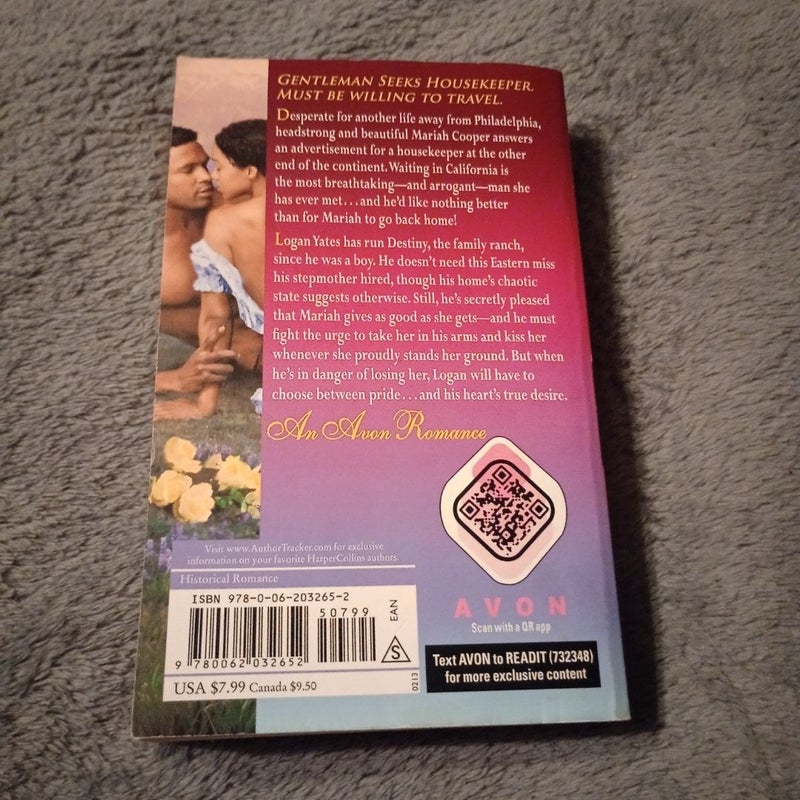 GENTLEMAN SEEKS HOUSEKEEPER,
MUST BE WILLING TO TRAVEL.
Desperate for another life away from Philadelphia,
headstrong and beautiful Mariah Cooper answers
an advertisement for a housekeeper at the other
end of the continent. Waiting in California is
the most breathtaking—and arrogant—man she
has ever met...and he'd like nothing better
than for Mariah to go back home!
Logan Yates has run Destiny, the family ranch,
since he was a boy. He doesn't need this Eastern miss
his stepmother hired, though his home's chaotic
state suggests otherwise. Still, he's secretly pleased
that Mariah gives as good as she gets—and he must
fight the urge to take her in his arms and kiss her
whenever she proudly stands her ground. But when
he's in danger of losing her, Logan will have to
choose between pride...and his heart's true desire.
An Avon Romance
Visit www.AuthorTracker.com for exclusive
information on your favorite HarperCollins authors.
Historical Romance
ISBN 978-0-06-203265-2
50799
EAN
9 780062 032652
S
USA $7.99 Canada $9.50
0213
AVON
Scan with a QR app
Text AVON to READIT (732348)
for more exclusive content